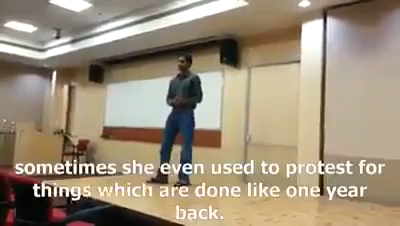 sometimes she even used to protest for
things which are done like one year
back.